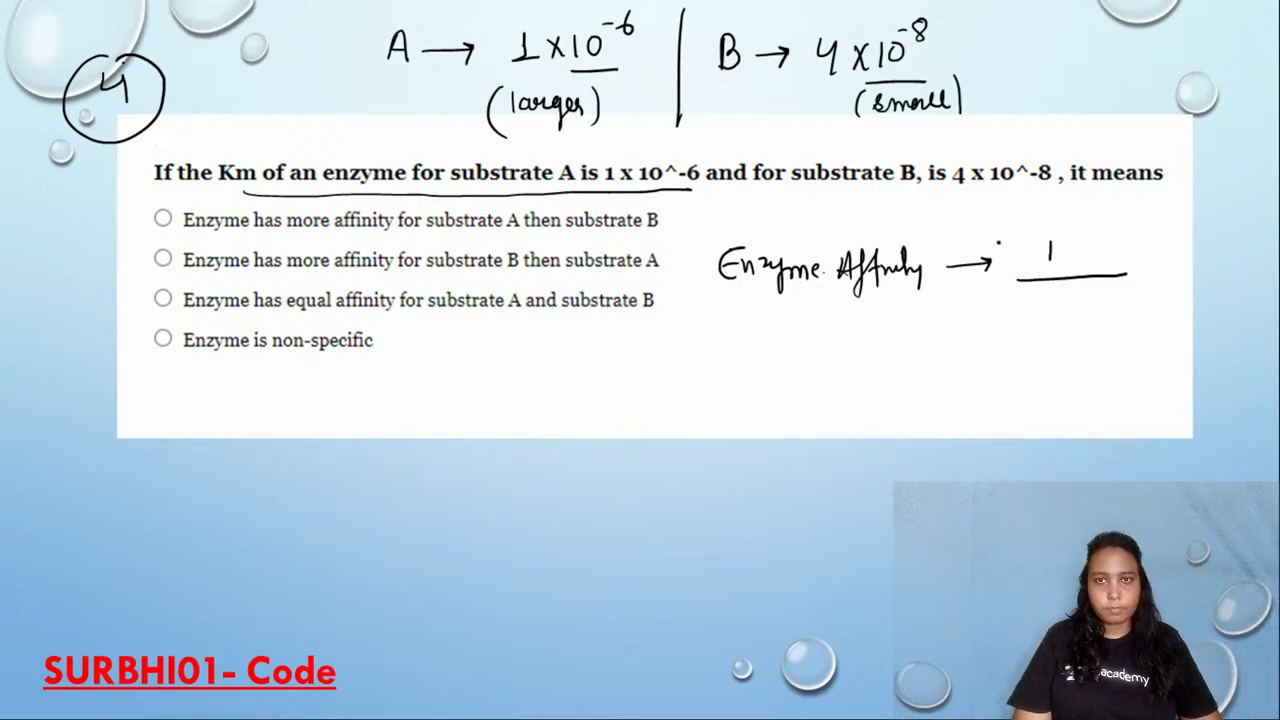 A → 1 × 10⁻⁶ | B → 4 × 10⁻⁸
(larger) (small)
4
If the Km of an enzyme for substrate A is 1 x 10^-6 and for substrate B, is 4 x 10^-8 , it means
Enzyme has more affinity for substrate A then substrate B
Enzyme has more affinity for substrate B then substrate A
Enzyme Affinity → 1
Enzyme has equal affinity for substrate A and substrate B
Enzyme is non-specific
academy
SURBHI01- Code